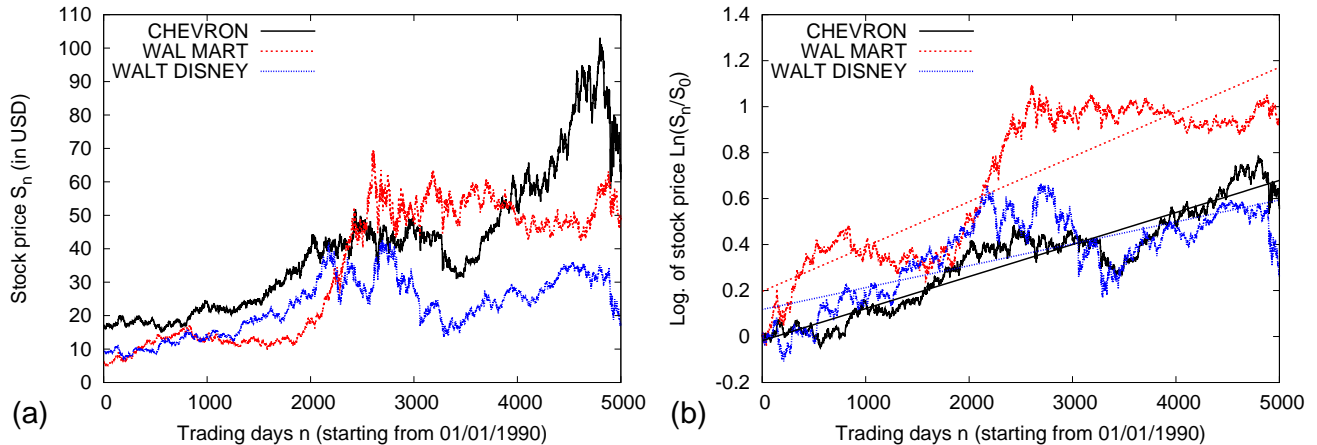 110
100
90
80
70
60
50
40
30
20
10
0
0 1000 2000 3000 4000 5000
Stock price S_n (in USD)
Trading days n (starting from 01/01/1990)
CHEVRON
WAL MART
WALT DISNEY
(a)
1.4
1.2
1
0.8
0.6
0.4
0.2
0
-0.2
0 1000 2000 3000 4000 5000
Log. of stock price Ln(S_n/S_0)
Trading days n (starting from 01/01/1990)
CHEVRON
WAL MART
WALT DISNEY
(b)